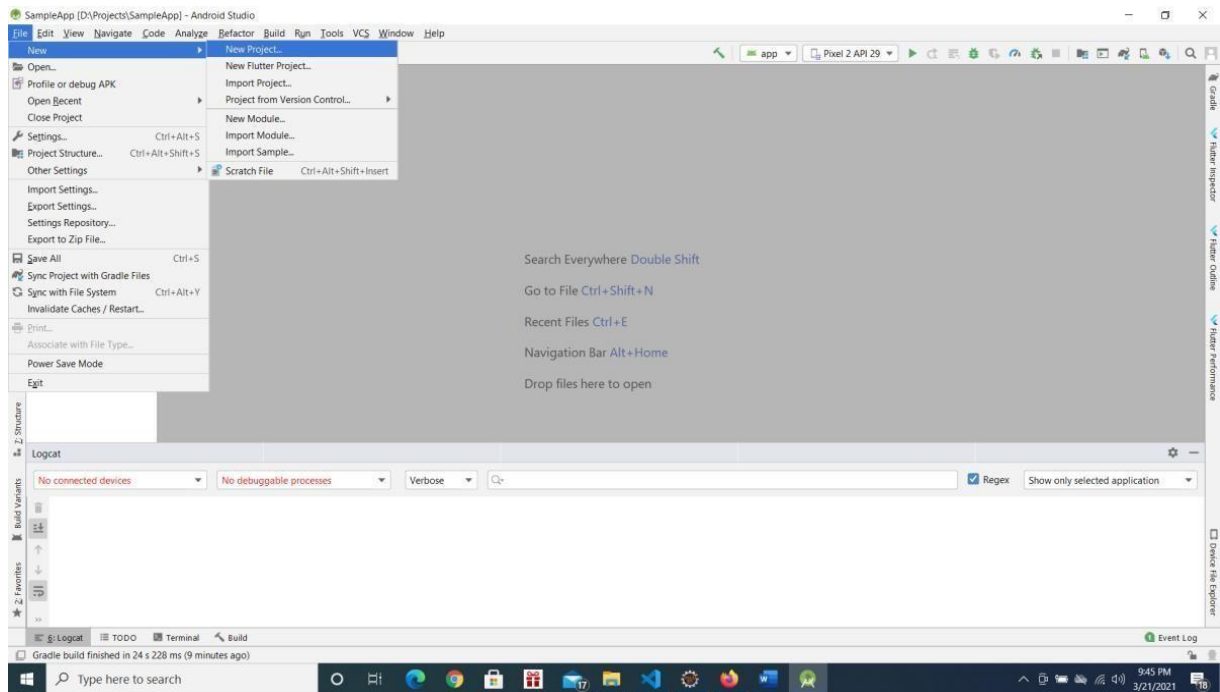 SampleApp [D:\Projects\SampleApp] - Android Studio
File Edit View Navigate Code Analyze Refactor Build Run Tools VCS Window Help
New
Open...
Profile or debug APK
Open Recent
Close Project
Settings... Ctrl+Alt+S
Project Structure... Ctrl+Alt+Shift+S
Other Settings
Import Settings...
Export Settings...
Settings Repository...
Export to Zip File...
Save All Ctrl+S
Sync Project with Gradle Files
Sync with File System Ctrl+Alt+Y
Invalidate Caches / Restart...
Print...
Associate with File Type...
Power Save Mode
Exit
New Project...
New Flutter Project...
Import Project...
Project from Version Control...
New Module...
Import Module...
Import Sample...
Scratch File Ctrl+Alt+Shift+Insert
app Pixel 2 API 29
Gradle
Flutter Inspector
Flutter Outline
Flutter Performance
Search Everywhere Double Shift
Go to File Ctrl+Shift+N
Recent Files Ctrl+E
Navigation Bar Alt+Home
Drop files here to open
Z: Structure
Build Variants
2: Favorites
Logcat
No connected devices No debuggable processes Verbose Regex Show only selected application
Device File Explorer
6: Logcat TODO Terminal Build Event Log
Gradle build finished in 24 s 228 ms (9 minutes ago)
Type here to search 17 9:45 PM
3/21/2021 18